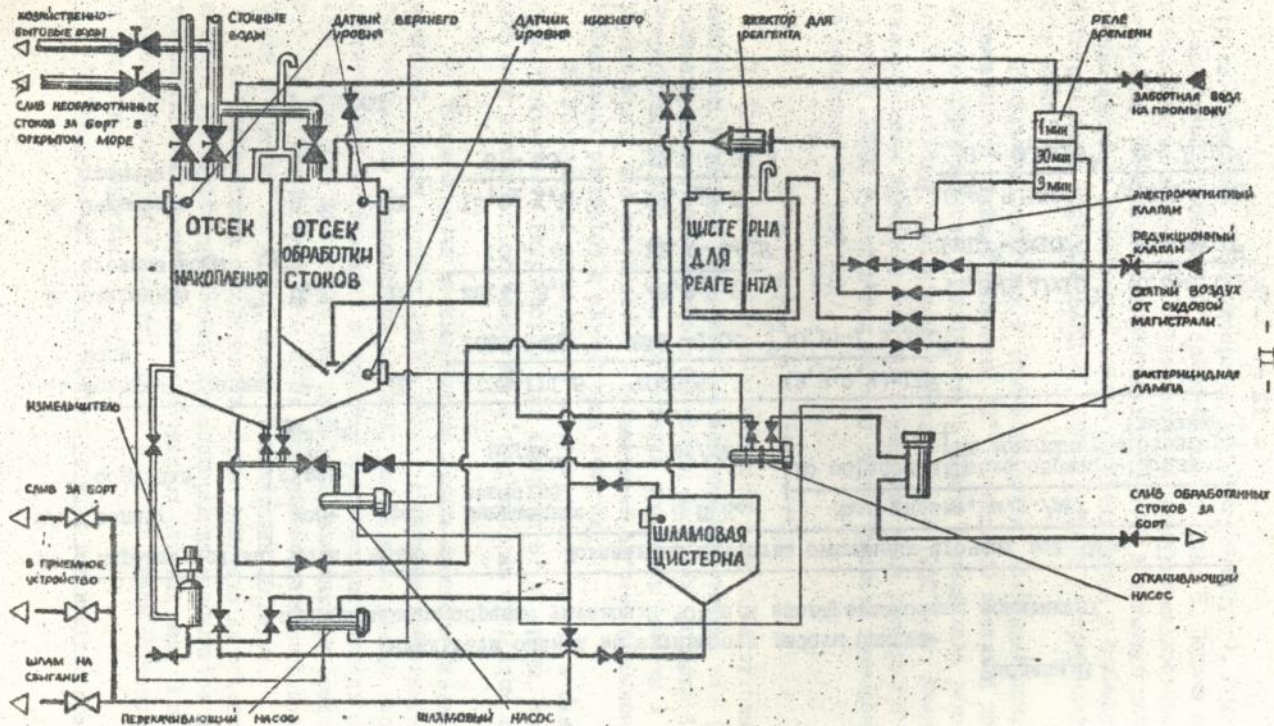 ХОЗЯЙСТВЕННО-
БЫТОВЫЕ ВОДЫ
СТОЧНЫЕ
ВОДЫ
ДАТЧИК ВЕРХНЕГО
УРОВНЯ
ДАТЧИК НИЖНЕГО
УРОВНЯ
ЭЖЕКТОР ДЛЯ
РЕАГЕНТА
РЕЛЕ
ВРЕМЕНИ
СЛИВ НЕОБРАБОТАННЫХ
СТОКОВ ЗА БОРТ В
ОТКРЫТОМ МОРЕ
ЗАБОРТНАЯ ВОДА
НА ПРОМЫВКУ
1 МИН
30 МИН
9 МИН
ЭЛЕКТРОМАГНИТНЫЙ
КЛАПАН
РЕДУКЦИОННЫЙ
КЛАПАН
СЖАТЫЙ ВОЗДУХ
ОТ СУДОВОЙ
МАГИСТРАЛИ
ОТСЕК
НАКОПЛЕНИЯ
ОТСЕК
ОБРАБОТКИ
СТОКОВ
ЦИСТЕРНА
ДЛЯ
РЕАГЕНТА
- II -
БАКТЕРИЦИДНАЯ
ЛАМПА
ИЗМЕЛЬЧИТЕЛЬ
СЛИВ ЗА БОРТ
В ПРИЕМНОЕ
УСТРОЙСТВО
ШЛАМ НА
СЖИГАНИЕ
ШЛАМОВАЯ
ЦИСТЕРНА
СЛИВ ОБРАБОТАННЫХ
СТОКОВ ЗА
БОРТ
ОТКАЧИВАЮЩИЙ
НАСОС
ПЕРЕКАЧИВАЮЩИЙ НАСОС
ШЛАМОВЫЙ НАСОС